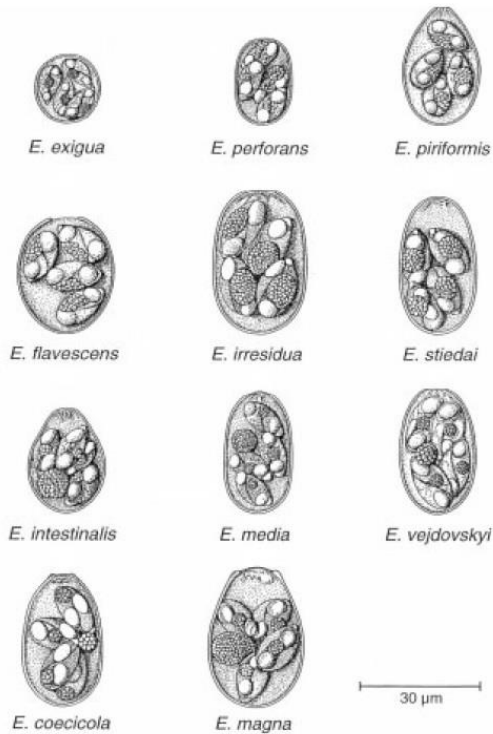 E. exigua
E. perforans
E. piriformis
E. flavescens
E. irresidua
E. stiedai
E. intestinalis
E. media
E. vejdovskyi
E. coecicola
E. magna
30 µm